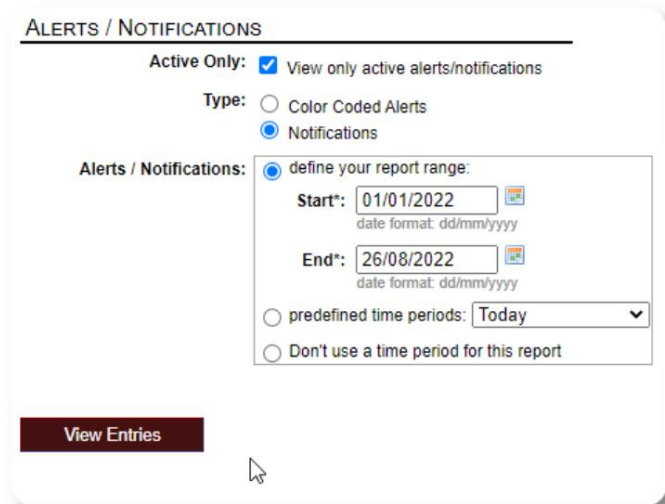 ALERTS / NOTIFICATIONS
Active Only: View only active alerts/notifications
Type: Color Coded Alerts
Notifications
Alerts / Notifications: define your report range:
Start*: 01/01/2022
date format: dd/mm/yyyy
End*: 26/08/2022
date format: dd/mm/yyyy
predefined time periods: Today
Don't use a time period for this report
View Entries